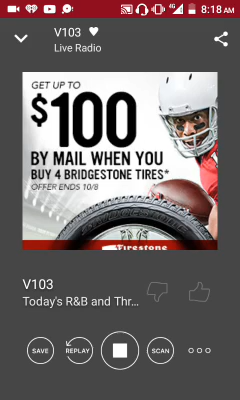 4G 8:18 AM
V103
Live Radio
GET UP TO
$100
BY MAIL WHEN YOU
BUY 4 BRIDGESTONE TIRES*
OFFER ENDS 10/8
Firestone
V103
Today's R&B and Thr...
SAVE
REPLAY
SCAN